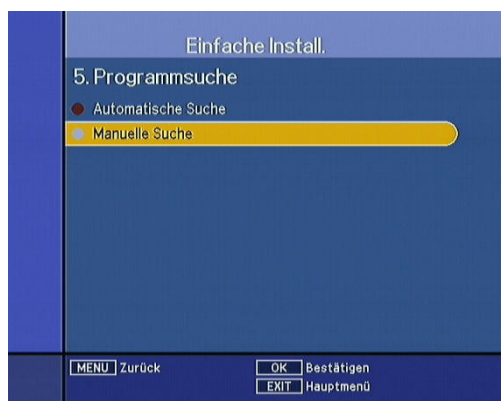 Einfache Install.
5. Programmsuche
Automatische Suche
Manuelle Suche
MENU Zurück OK Bestätigen
EXIT Hauptmenü